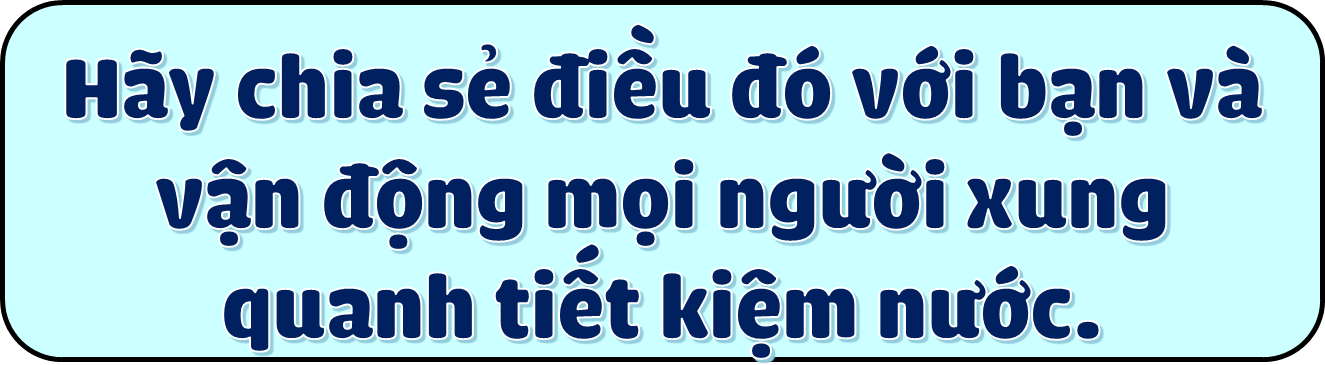 Hãy chia sẻ điều đó với bạn và
vận động mọi người xung
quanh tiết kiệm nước.